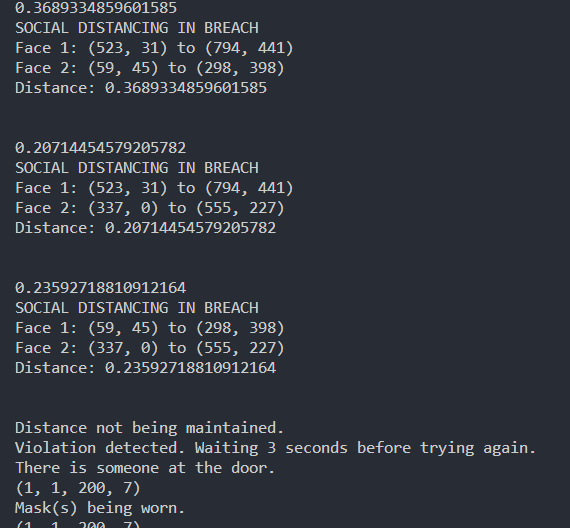 0.3689334859601585
SOCIAL DISTANCING IN BREACH
Face 1: (523, 31) to (794, 441)
Face 2: (59, 45) to (298, 398)
Distance: 0.3689334859601585
0.20714454579205782
SOCIAL DISTANCING IN BREACH
Face 1: (523, 31) to (794, 441)
Face 2: (337, 0) to (555, 227)
Distance: 0.20714454579205782
0.23592718810912164
SOCIAL DISTANCING IN BREACH
Face 1: (59, 45) to (298, 398)
Face 2: (337, 0) to (555, 227)
Distance: 0.23592718810912164
Distance not being maintained.
Violation detected. Waiting 3 seconds before trying again.
There is someone at the door.
(1, 1, 200, 7)
Mask(s) being worn.
(1, 1, 200, 7)